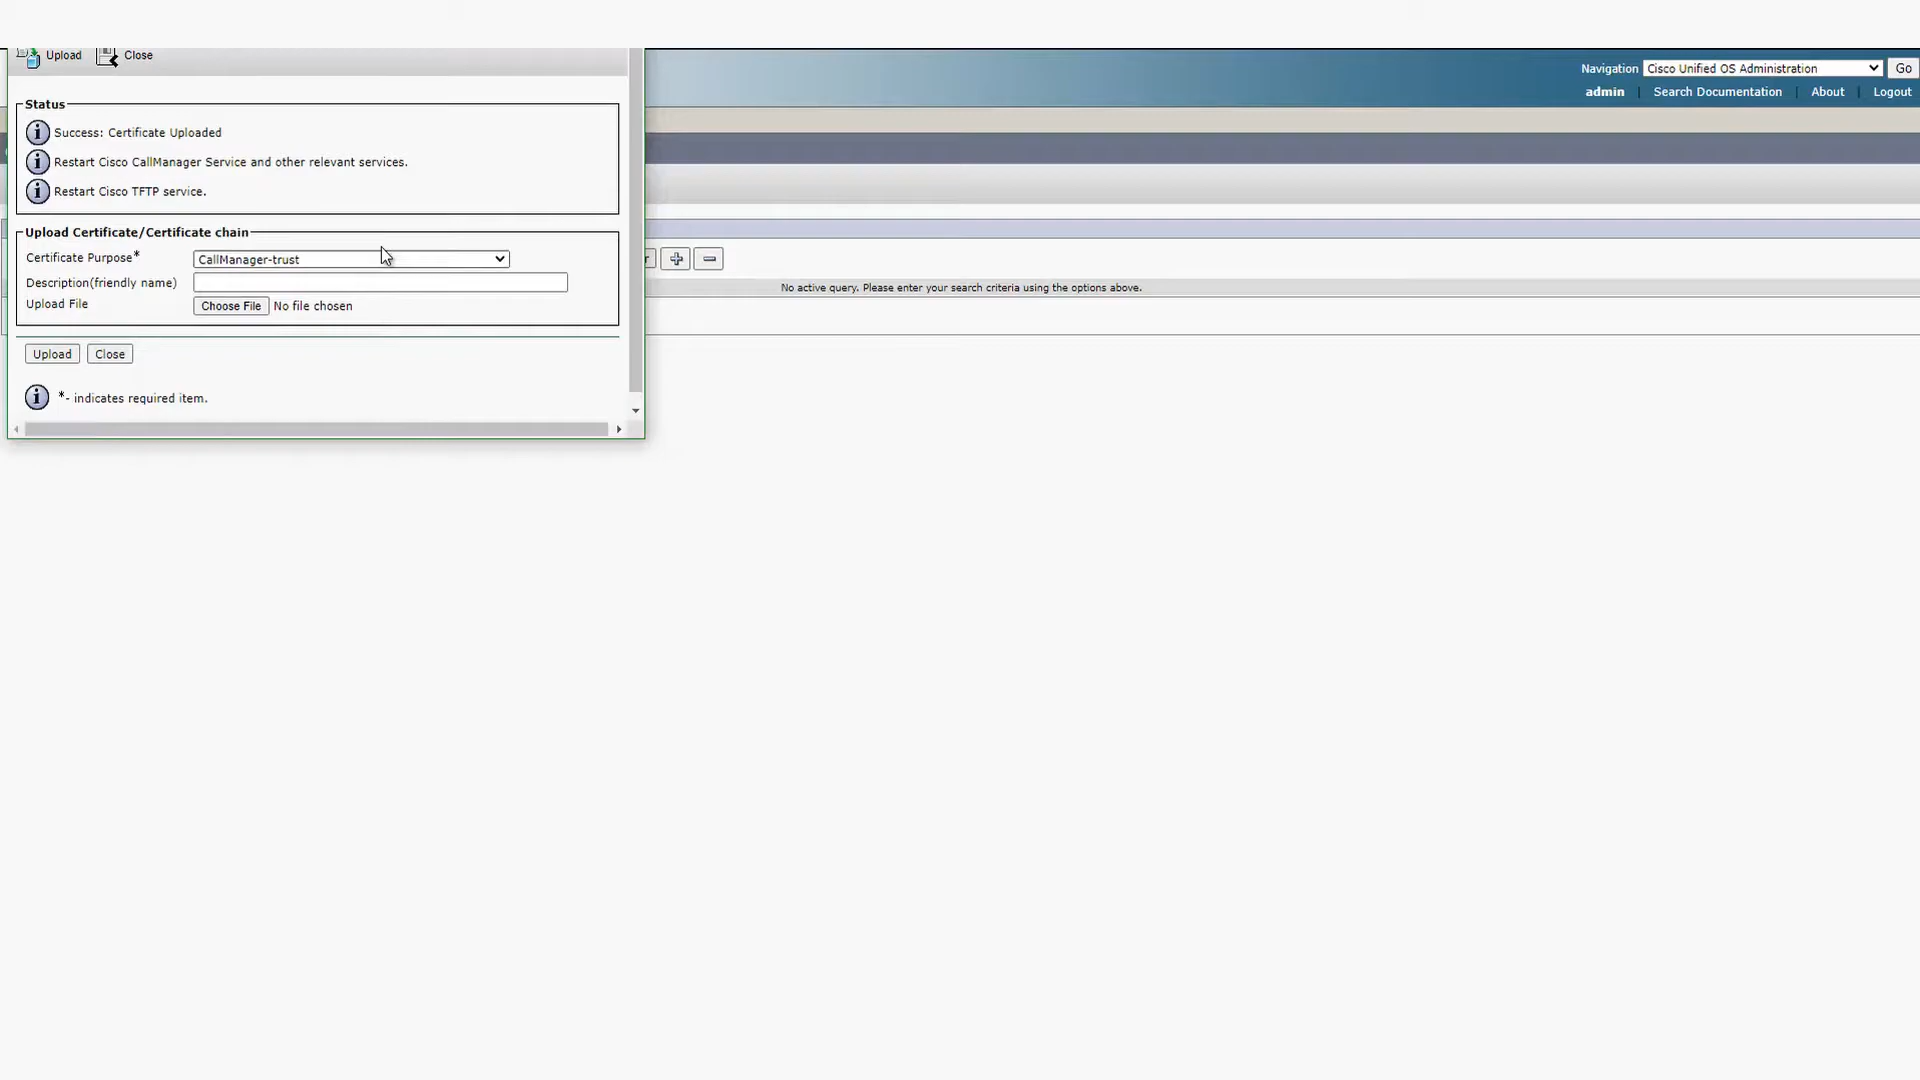 Upload Close
Navigation Cisco Unified OS Administration Go
admin | Search Documentation | About | Logout
Status
Success: Certificate Uploaded
Restart Cisco CallManager Service and other relevant services.
Restart Cisco TFTP service.
Upload Certificate/Certificate chain
Certificate Purpose* CallManager-trust
Description(friendly name)
Upload File Choose File No file chosen
No active query. Please enter your search criteria using the options above.
Upload Close
*- indicates required item.